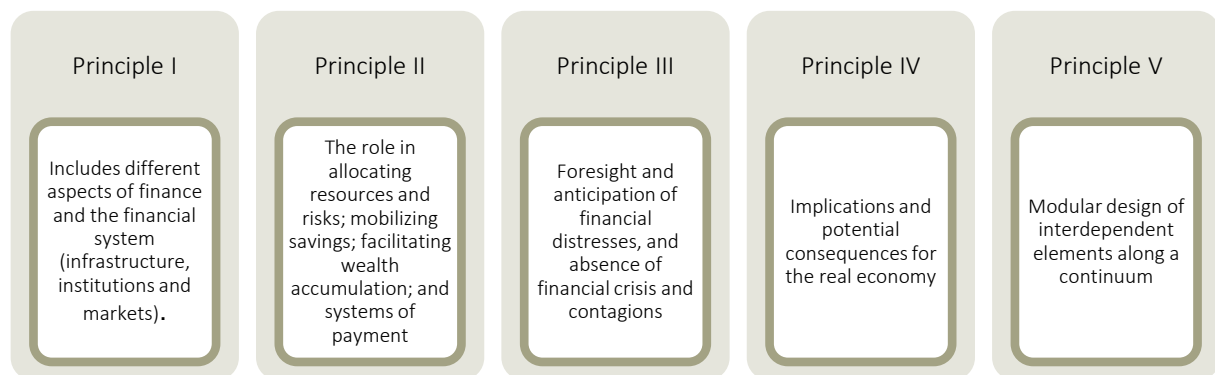 Principle I
Includes different
aspects of finance
and the financial
system
(infrastructure,
institutions and
markets).
Principle II
The role in
allocating
resources and
risks; mobilizing
savings; facilitating
wealth
accumulation; and
systems of
payment
Principle III
Foresight and
anticipation of
financial
distresses, and
absence of
financial crisis and
contagions
Principle IV
Implications and
potential
consequences for
the real economy
Principle V
Modular design of
interdependent
elements along a
continuum